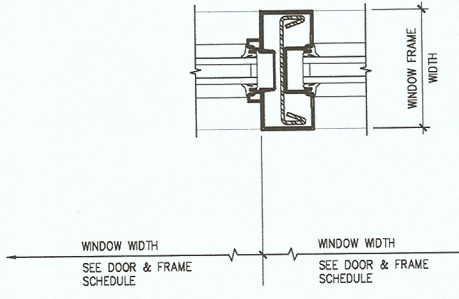 WINDOW FRAME
WIDTH
WINDOW WIDTH
SEE DOOR & FRAME
SCHEDULE
WINDOW WIDTH
SEE DOOR & FRAME
SCHEDULE